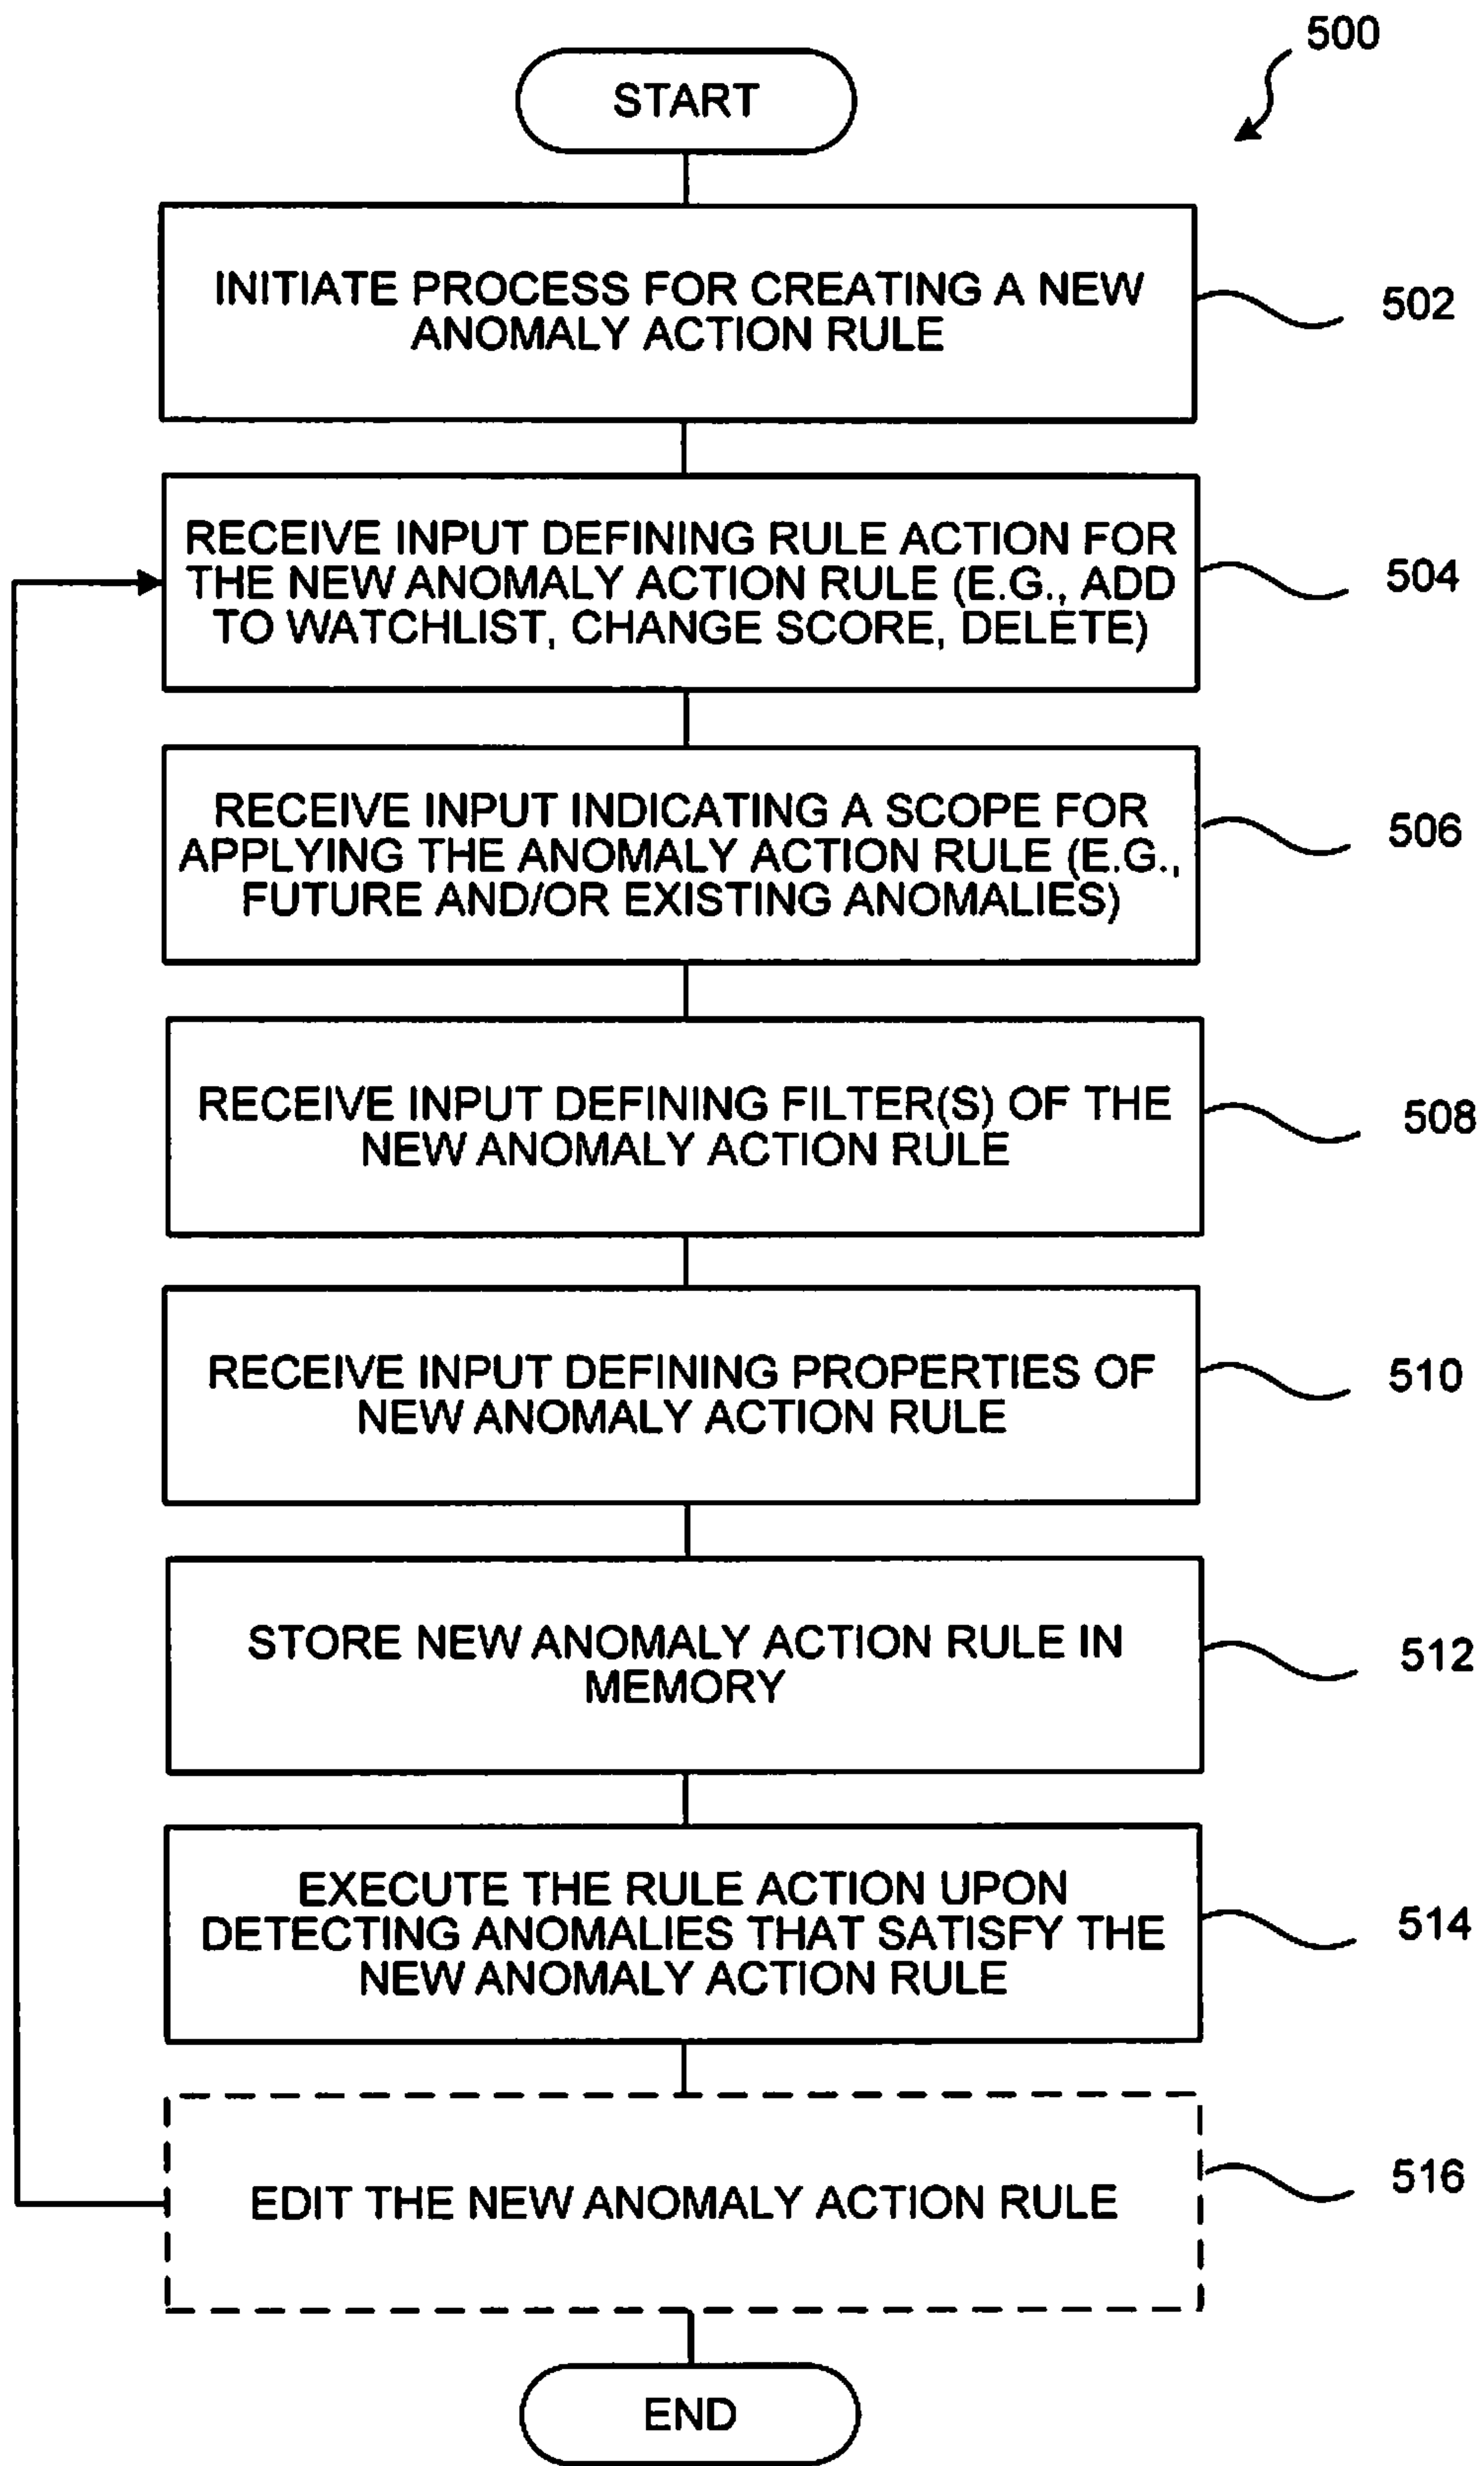 500
START
INITIATE PROCESS FOR CREATING A NEW
ANOMALY ACTION RULE
502
RECEIVE INPUT DEFINING RULE ACTION FOR
THE NEW ANOMALY ACTION RULE (E.G., ADD
TO WATCHLIST, CHANGE SCORE, DELETE)
504
RECEIVE INPUT INDICATING A SCOPE FOR
APPLYING THE ANOMALY ACTION RULE (E.G.,
FUTURE AND/OR EXISTING ANOMALIES)
506
RECEIVE INPUT DEFINING FILTER(S) OF THE
NEW ANOMALY ACTION RULE
508
RECEIVE INPUT DEFINING PROPERTIES OF
NEW ANOMALY ACTION RULE
510
STORE NEW ANOMALY ACTION RULE IN
MEMORY
512
EXECUTE THE RULE ACTION UPON
DETECTING ANOMALIES THAT SATISFY THE
NEW ANOMALY ACTION RULE
514
EDIT THE NEW ANOMALY ACTION RULE
516
END